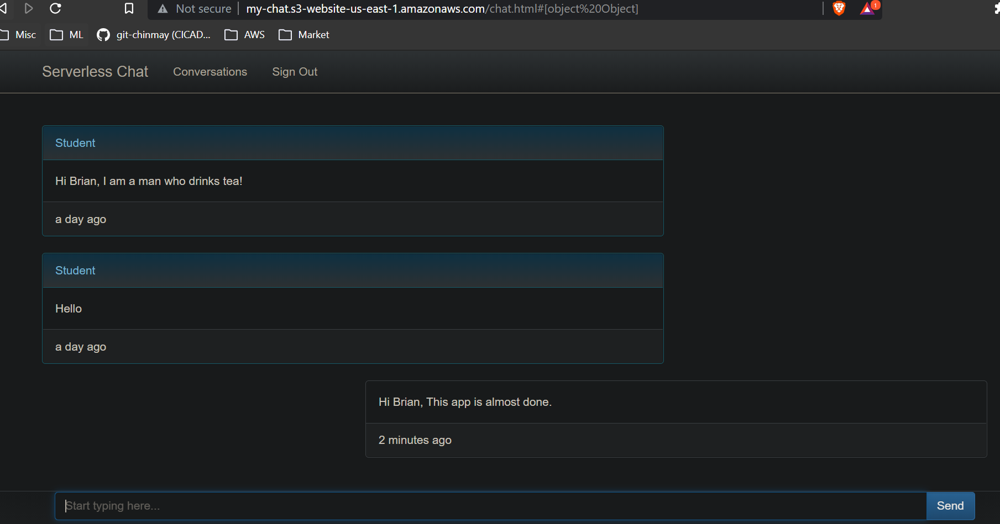 Not secure my-chat.s3-website-us-east-1.amazonaws.com/chat.html#[object%20Object] 1
Misc ML git-chinmay (CICAD... AWS Market
Serverless Chat Conversations Sign Out
Student
Hi Brian, I am a man who drinks tea!
a day ago
Student
Hello
a day ago
Hi Brian, This app is almost done.
2 minutes ago
Start typing here... Send